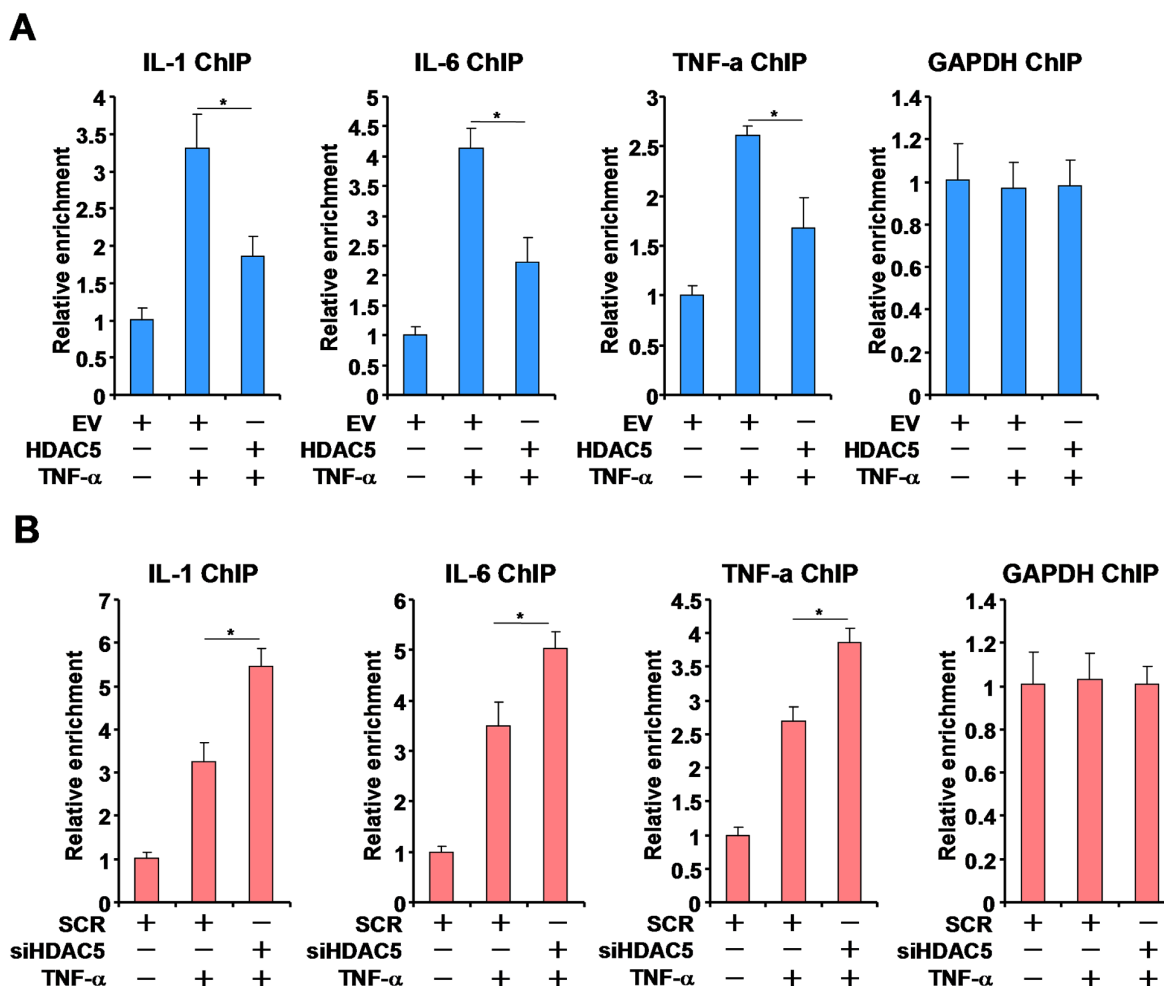 A
IL-1 ChIP
Relative enrichment
4
3.5
3
2.5
2
1.5
1
0.5
0
*
EV + + –
HDAC5 – – +
TNF-α – + +
IL-6 ChIP
Relative enrichment
5
4.5
4
3.5
3
2.5
2
1.5
1
0.5
0
*
EV + + –
HDAC5 – – +
TNF-α – + +
TNF-a ChIP
Relative enrichment
3
2.5
2
1.5
1
0.5
0
*
EV + + –
HDAC5 – – +
TNF-α – + +
GAPDH ChIP
Relative enrichment
1.4
1.2
1
0.8
0.6
0.4
0.2
0
EV + + –
HDAC5 – – +
TNF-α – + +
B
IL-1 ChIP
Relative enrichment
7
6
5
4
3
2
1
0
*
SCR + + –
siHDAC5 – – +
TNF-α – + +
IL-6 ChIP
Relative enrichment
6
5
4
3
2
1
0
*
SCR + + –
siHDAC5 – – +
TNF-α – + +
TNF-a ChIP
Relative enrichment
4.5
4
3.5
3
2.5
2
1.5
1
0.5
0
*
SCR + + –
siHDAC5 – – +
TNF-α – + +
GAPDH ChIP
Relative enrichment
1.4
1.2
1
0.8
0.6
0.4
0.2
0
SCR + + –
siHDAC5 – – +
TNF-α – + +